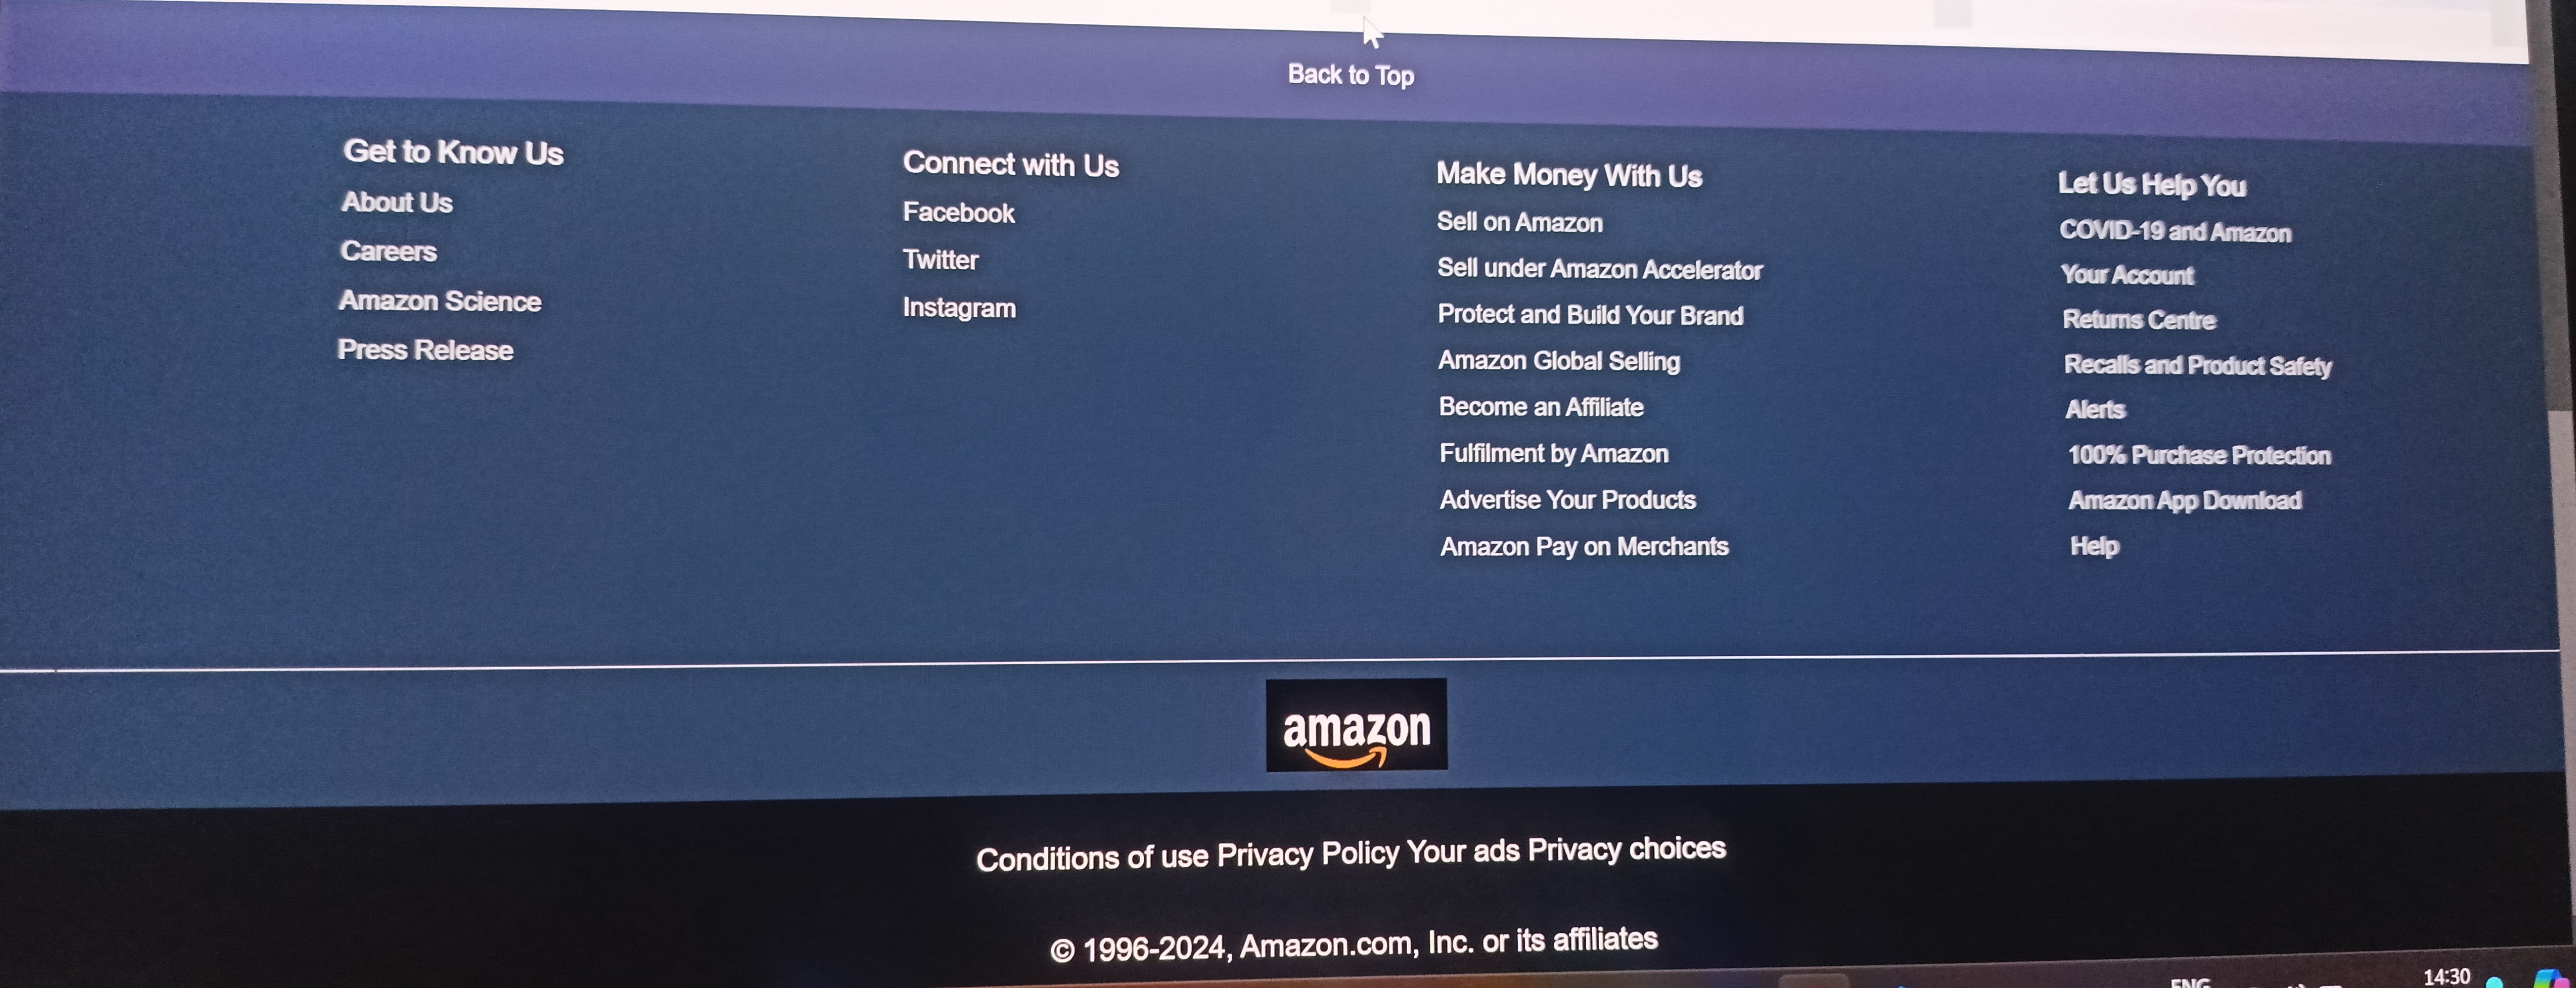 Back to Top
Get to Know Us
About Us
Careers
Amazon Science
Press Release
Connect with Us
Facebook
Twitter
Instagram
Make Money With Us
Sell on Amazon
Sell under Amazon Accelerator
Protect and Build Your Brand
Amazon Global Selling
Become an Affiliate
Fulfilment by Amazon
Advertise Your Products
Amazon Pay on Merchants
Let Us Help You
COVID-19 and Amazon
Your Account
Returns Centre
Recalls and Product Safety
Alerts
100% Purchase Protection
Amazon App Download
Help
amazon
Conditions of use Privacy Policy Your ads Privacy choices
© 1996-2024, Amazon.com, Inc. or its affiliates
ENG
14:30